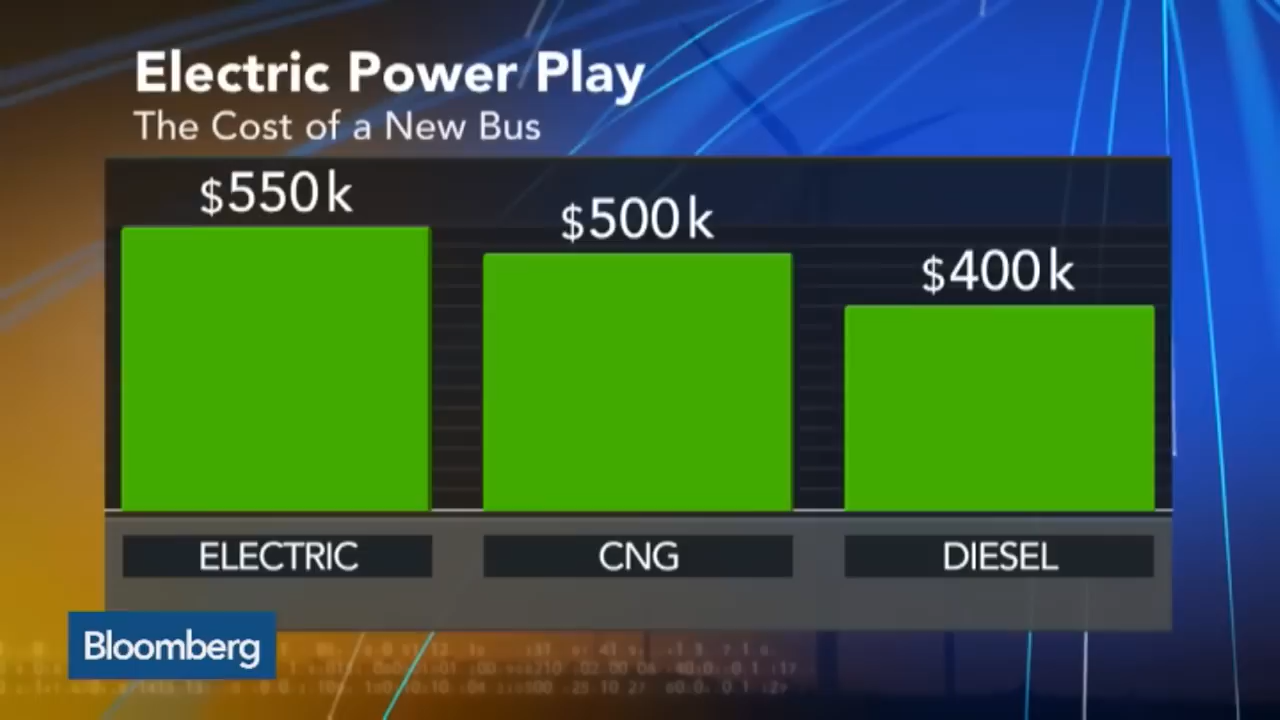 Electric Power Play
The Cost of a New Bus
$550k
$500k
$400k
ELECTRIC
CNG
DIESEL
Bloomberg